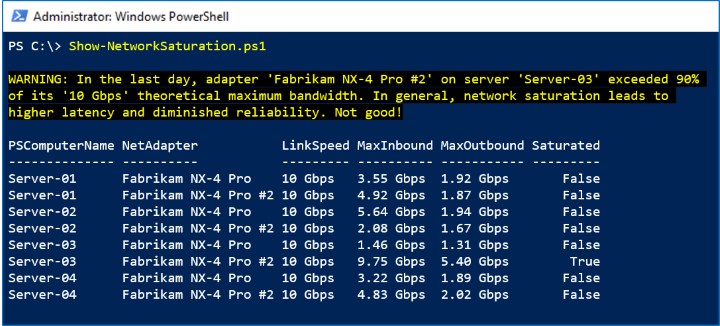 Administrator: Windows PowerShell
PS C:\> Show-NetworkSaturation.ps1
WARNING: In the last day, adapter 'Fabrikam NX-4 Pro #2' on server 'Server-03' exceeded 90%
of its '10 Gbps' theoretical maximum bandwidth. In general, network saturation leads to
higher latency and diminished reliability. Not good!
PSComputerName NetAdapter LinkSpeed MaxInbound MaxOutbound Saturated
-------------- ---------- --------- ---------- ----------- ---------
Server-01 Fabrikam NX-4 Pro 10 Gbps 3.55 Gbps 1.92 Gbps False
Server-01 Fabrikam NX-4 Pro #2 10 Gbps 4.92 Gbps 1.87 Gbps False
Server-02 Fabrikam NX-4 Pro 10 Gbps 5.64 Gbps 1.94 Gbps False
Server-02 Fabrikam NX-4 Pro #2 10 Gbps 2.08 Gbps 1.67 Gbps False
Server-03 Fabrikam NX-4 Pro 10 Gbps 1.46 Gbps 1.31 Gbps False
Server-03 Fabrikam NX-4 Pro #2 10 Gbps 9.75 Gbps 5.40 Gbps True
Server-04 Fabrikam NX-4 Pro 10 Gbps 3.22 Gbps 1.89 Gbps False
Server-04 Fabrikam NX-4 Pro #2 10 Gbps 4.83 Gbps 2.02 Gbps False